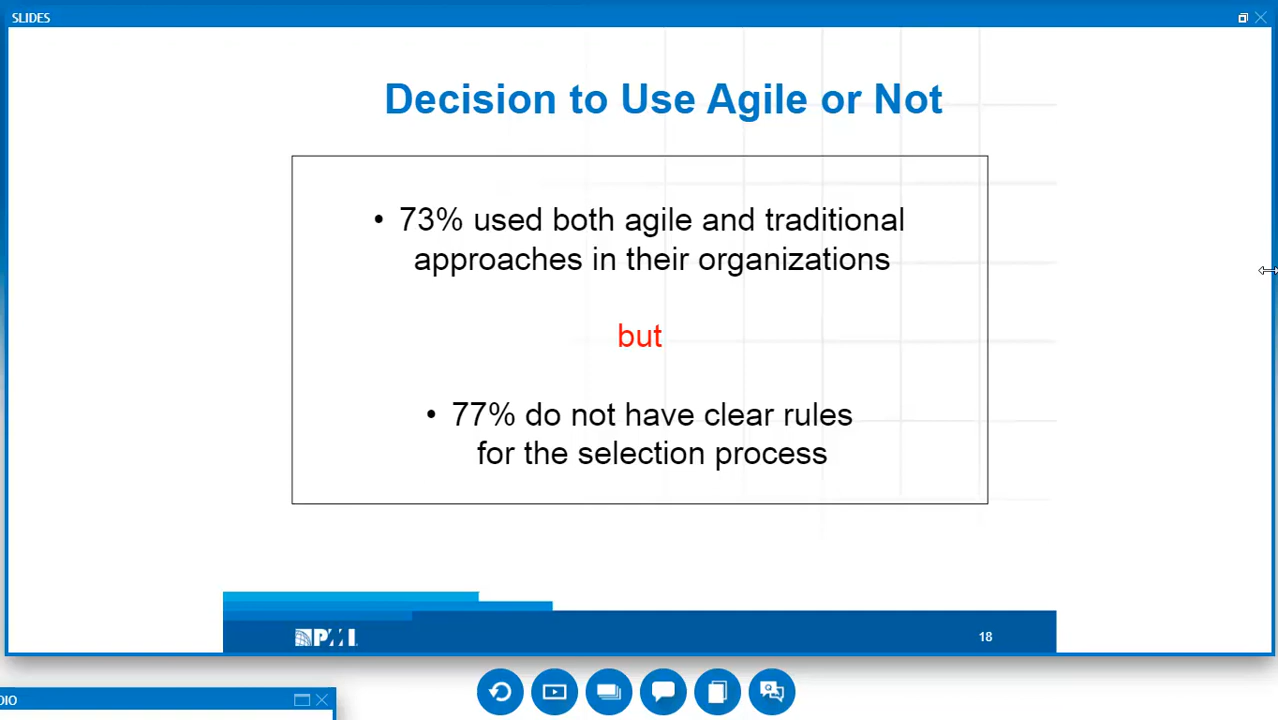 SLIDES
Decision to Use Agile or Not
• 73% used both agile and traditional
approaches in their organizations
but
• 77% do not have clear rules
for the selection process
PMI
18
DIO